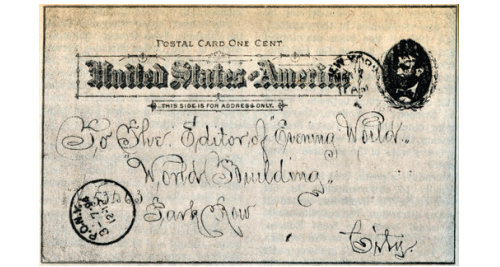 POSTAL CARD ONE CENT
United States of America
THIS SIDE IS FOR ADDRESS ONLY.
To The Editor of "Evening World"
World Building,
Park Row
City.